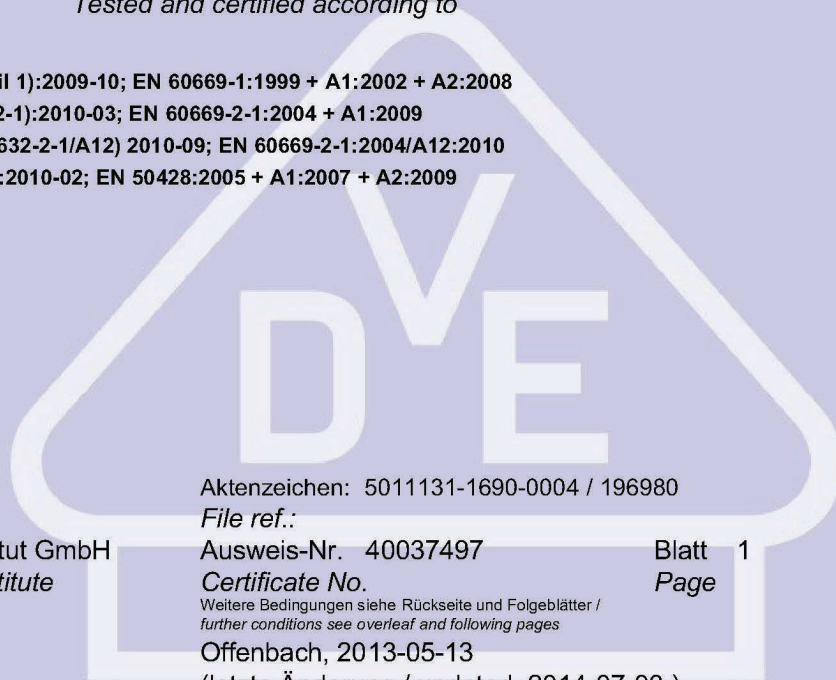 Tested and certified according to
1):2009-10; EN 60669-1:1999 + A1:2002 + A2:2008
2-1):2010-03; EN 60669-2-1:2004 + A1:2009
632-2-1/A12) 2010-09; EN 60669-2-1:2004/A12:2010
:2010-02; EN 50428:2005 + A1:2007 + A2:2009
VDE
Aktenzeichen: 5011131-1690-0004 / 196980
File ref.:
GmbH Ausweis-Nr. 40037497 Blatt 1
Certificate No. Page
Weitere Bedingungen siehe Rückseite und Folgeblätter /
further conditions see overleaf and following pages
Offenbach, 2013-05-13
(letzte Änderung / updated